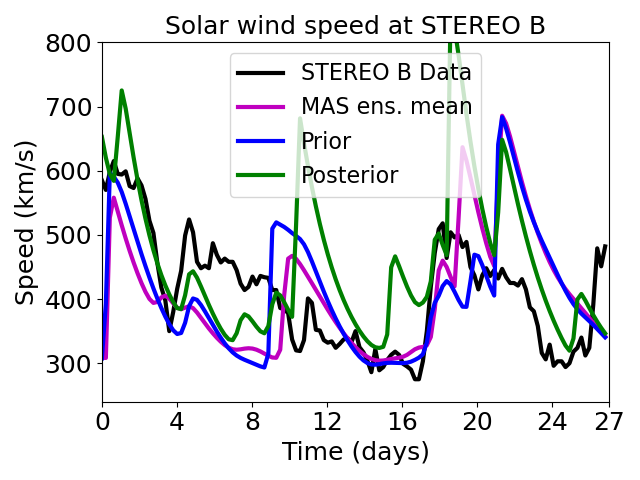 Solar wind speed at STEREO B
800
700
600
500
400
300
Speed (km/s)
STEREO B Data
MAS ens. mean
Prior
Posterior
0 4 8 12 16 20 24 27
Time (days)